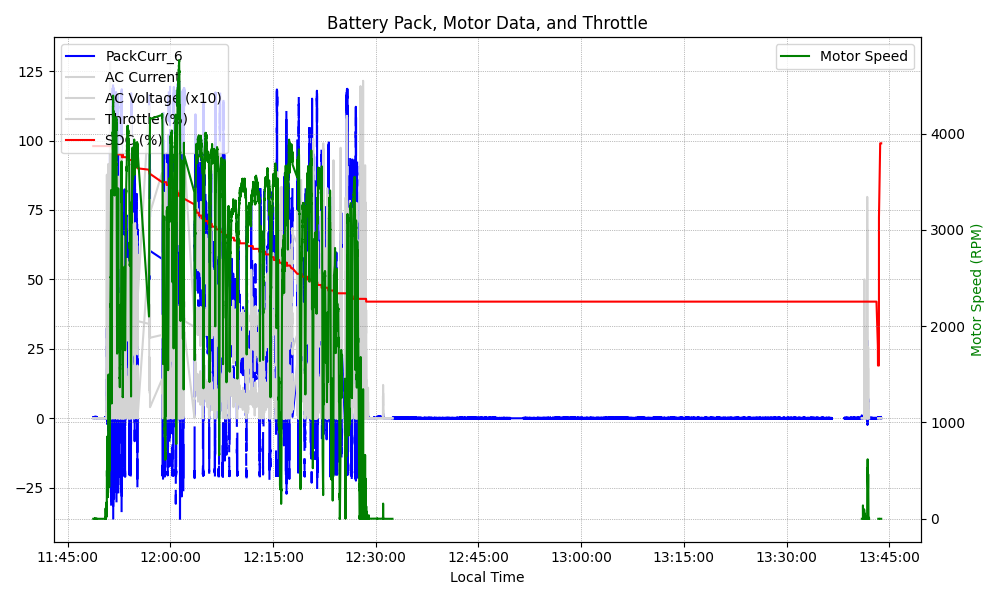 Battery Pack, Motor Data, and Throttle
PackCurr_6
AC Current
AC Voltage (x10)
Throttle (%)
SOC (%)
Motor Speed
125
100
75
50
25
0
−25
4000
3000
2000
1000
0
Motor Speed (RPM)
11:45:00
12:00:00
12:15:00
12:30:00
12:45:00
13:00:00
13:15:00
13:30:00
13:45:00
Local Time